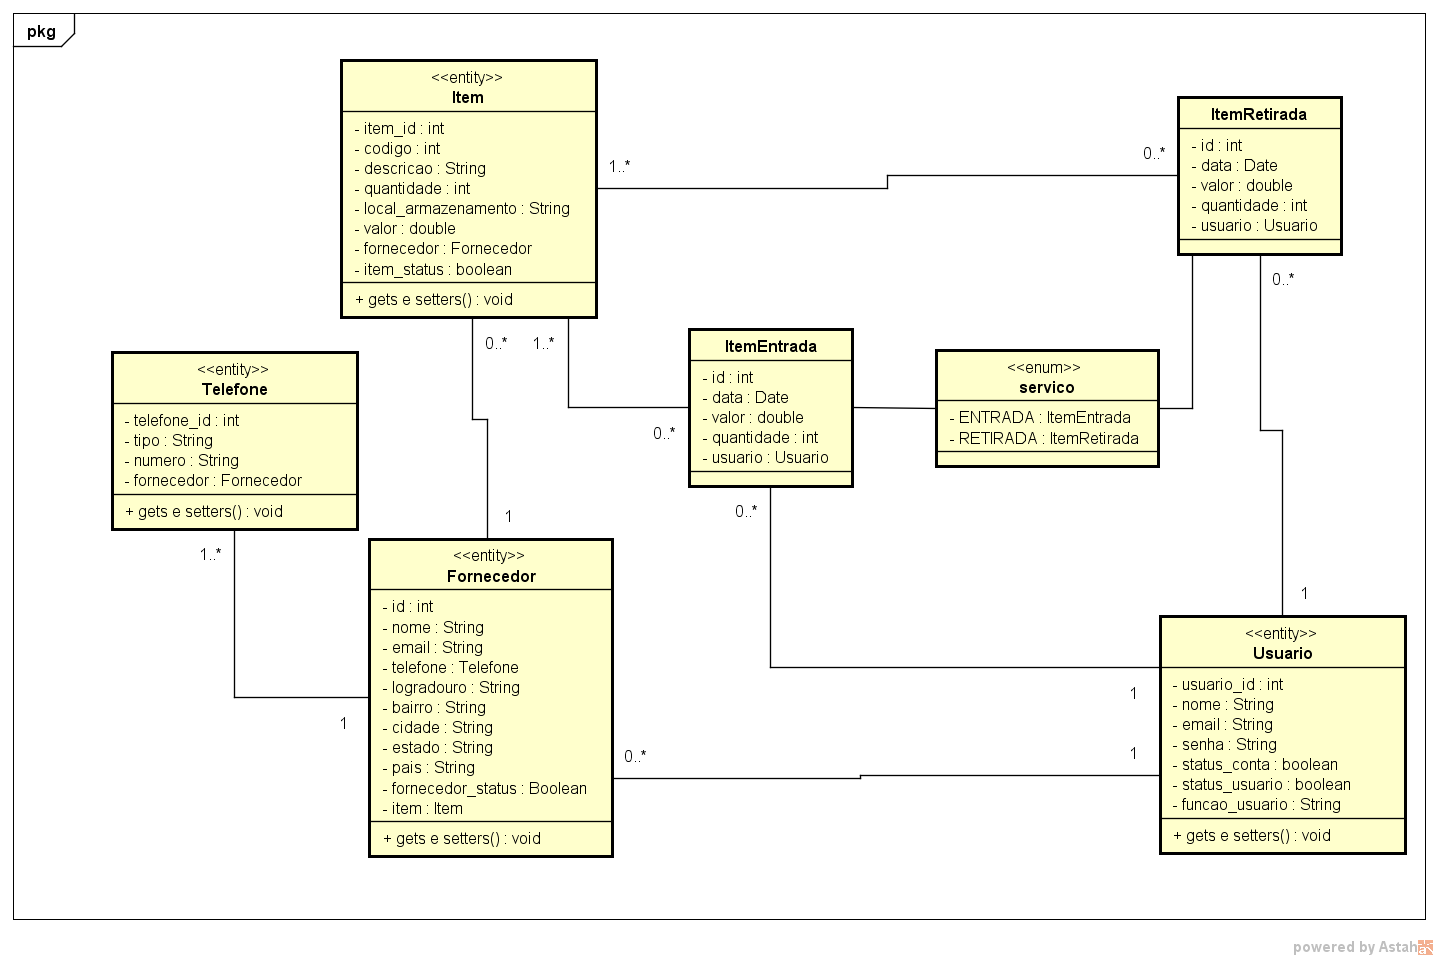 pkg
<<entity>>
Item
- item_id : int
- codigo : int
- descricao : String
- quantidade : int
- local_armazenamento : String
- valor : double
- fornecedor : Fornecedor
- item_status : boolean
+ gets e setters() : void
1..*
0..*
ItemRetirada
- id : int
- data : Date
- valor : double
- quantidade : int
- usuario : Usuario
0..*
0..*
1..*
<<entity>>
Telefone
- telefone_id : int
- tipo : String
- numero : String
- fornecedor : Fornecedor
+ gets e setters() : void
1..*
ItemEntrada
- id : int
- data : Date
- valor : double
- quantidade : int
- usuario : Usuario
0..*
0..*
<<enum>>
servico
- ENTRADA : ItemEntrada
- RETIRADA : ItemRetirada
1
<<entity>>
Fornecedor
- id : int
- nome : String
- email : String
- telefone : Telefone
- logradouro : String
- bairro : String
- cidade : String
- estado : String
- pais : String
- fornecedor_status : Boolean
- item : Item
+ gets e setters() : void
1
0..*
1
1
1
<<entity>>
Usuario
- usuario_id : int
- nome : String
- email : String
- senha : String
- status_conta : boolean
- status_usuario : boolean
- funcao_usuario : String
+ gets e setters() : void
powered by Astah